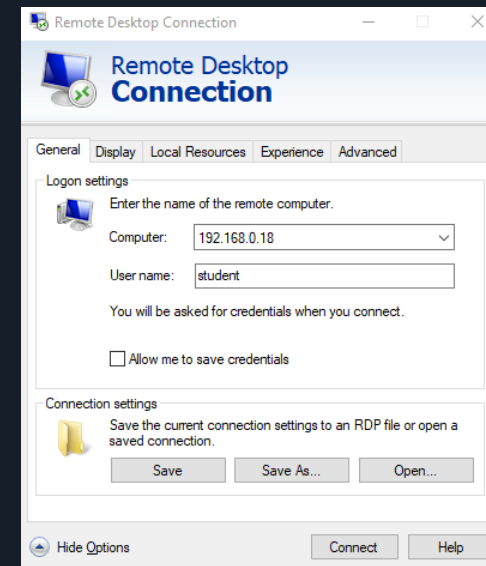 Remote Desktop Connection
Remote Desktop
Connection
General Display Local Resources Experience Advanced
Logon settings
Enter the name of the remote computer.
Computer: 192.168.0.18
User name: student
You will be asked for credentials when you connect.
Allow me to save credentials
Connection settings
Save the current connection settings to an RDP file or open a
saved connection.
Save Save As... Open...
Hide Options Connect Help